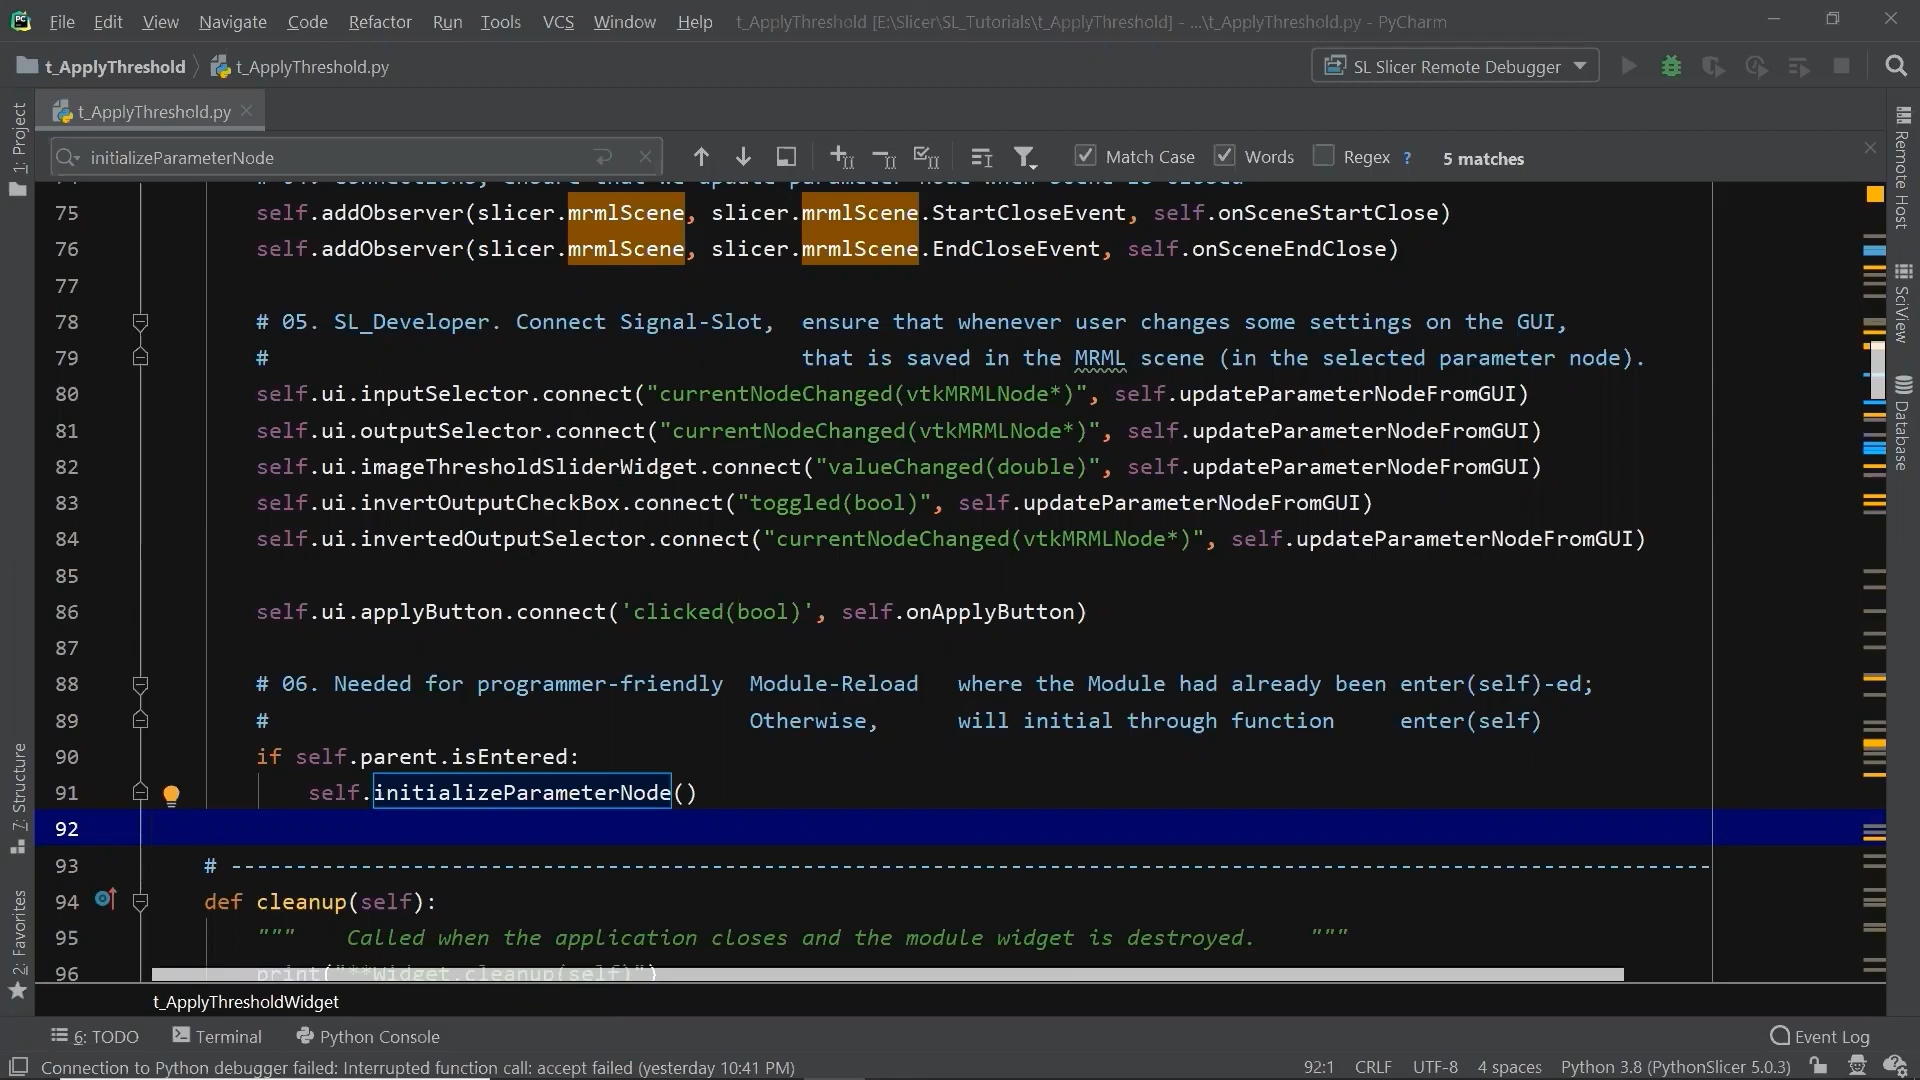 File Edit View Navigate Code Refactor Run Tools VCS Window Help t_ApplyThreshold [E:\Slicer\SL_Tutorials\t_ApplyThreshold] - ...\t_ApplyThreshold.py - PyCharm
t_ApplyThreshold t_ApplyThreshold.py SL Slicer Remote Debugger
t_ApplyThreshold.py
initializeParameterNode Match Case Words Regex ? 5 matches
75 self.addObserver(slicer.mrmlScene, slicer.mrmlScene.StartCloseEvent, self.onSceneStartClose)
76 self.addObserver(slicer.mrmlScene, slicer.mrmlScene.EndCloseEvent, self.onSceneEndClose)
77
78 # 05. SL_Developer. Connect Signal-Slot, ensure that whenever user changes some settings on the GUI,
79 # that is saved in the MRML scene (in the selected parameter node).
80 self.ui.inputSelector.connect("currentNodeChanged(vtkMRMLNode*)", self.updateParameterNodeFromGUI)
81 self.ui.outputSelector.connect("currentNodeChanged(vtkMRMLNode*)", self.updateParameterNodeFromGUI)
82 self.ui.imageThresholdSliderWidget.connect("valueChanged(double)", self.updateParameterNodeFromGUI)
83 self.ui.invertOutputCheckBox.connect("toggled(bool)", self.updateParameterNodeFromGUI)
84 self.ui.invertedOutputSelector.connect("currentNodeChanged(vtkMRMLNode*)", self.updateParameterNodeFromGUI)
85
86 self.ui.applyButton.connect('clicked(bool)', self.onApplyButton)
87
88 # 06. Needed for programmer-friendly Module-Reload where the Module had already been enter(self)-ed;
89 # Otherwise, will initial through function enter(self)
90 if self.parent.isEntered:
91 self.initializeParameterNode()
92
93 # ------------------------------------------------------------------------------------------------------------------
94 def cleanup(self):
95 """ Called when the application closes and the module widget is destroyed. """
96 print("**Widget.cleanup(self)")
t_ApplyThresholdWidget
1: Project
7: Structure
2: Favorites
Remote Host
SciView
Database
6: TODO Terminal Python Console Event Log
Connection to Python debugger failed: Interrupted function call: accept failed (yesterday 10:41 PM) 92:1 CRLF UTF-8 4 spaces Python 3.8 (PythonSlicer 5.0.3)